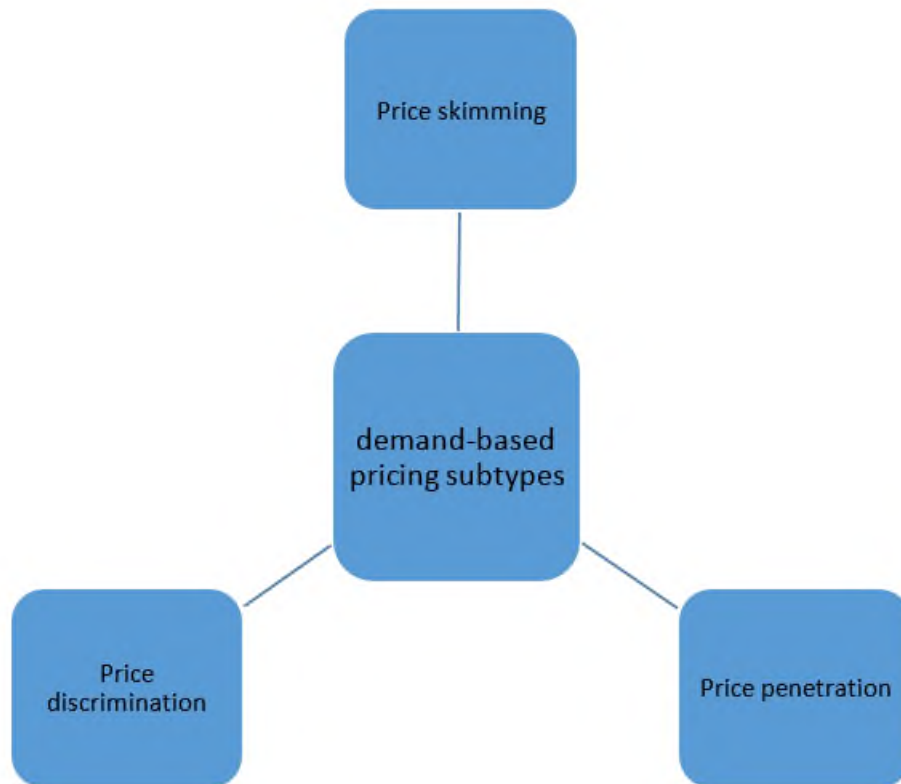 Price skimming
demand-based
pricing subtypes
Price
discrimination
Price penetration